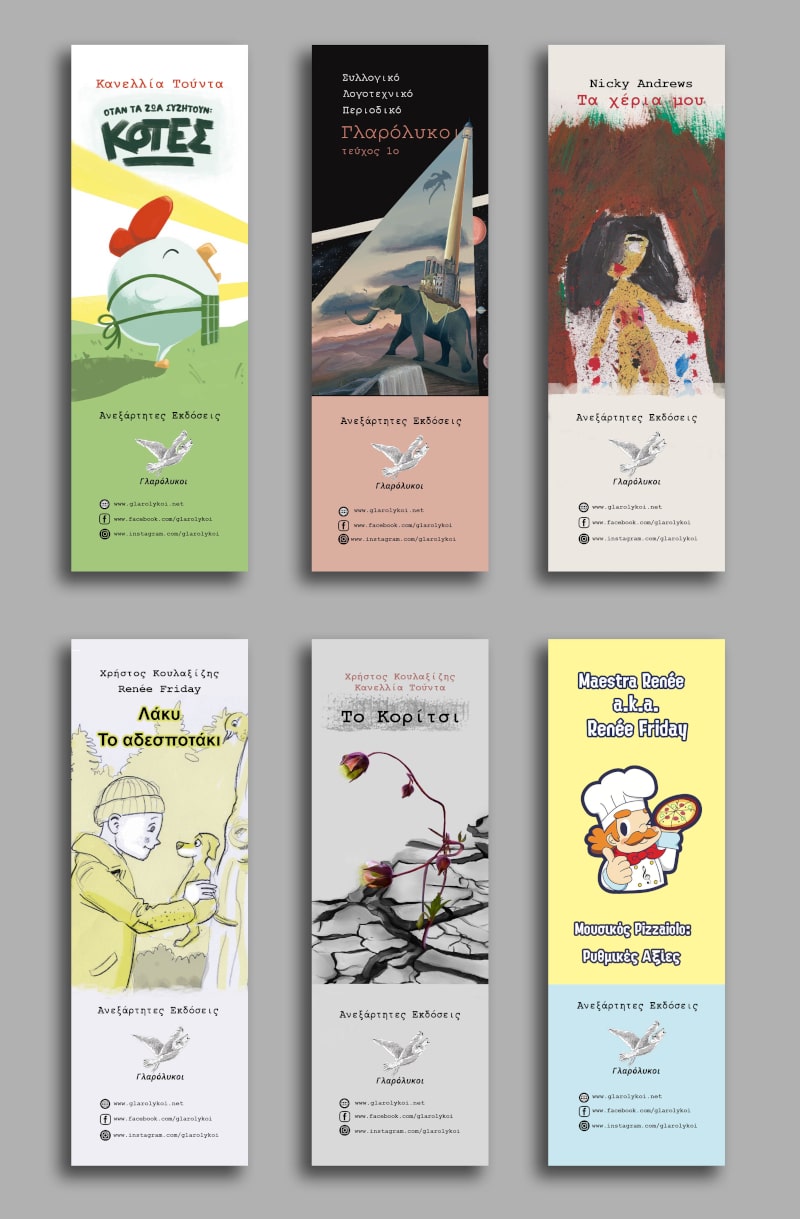 Κανελλία Τούντα
ΟΤΑΝ ΤΑ ΖΩΑ ΣΥΖΗΤΟΥΝ:
ΚΟΤΕΣ
Ανεξάρτητες Εκδόσεις
Γλαρόλυκοι
www.glarolykoi.net
www.facebook.com/glarolykoi
www.instagram.com/glarolykoi
Συλλογικό
Λογοτεχνικό
Περιοδικό
Γλαρόλυκοι
τεύχος 1ο
Ανεξάρτητες Εκδόσεις
Γλαρόλυκοι
www.glarolykoi.net
www.facebook.com/glarolykoi
www.instagram.com/glarolykoi
Nicky Andrews
Τα χέρια μου
Ανεξάρτητες Εκδόσεις
Γλαρόλυκοι
www.glarolykoi.net
www.facebook.com/glarolykoi
www.instagram.com/glarolykoi
Χρήστος Κουλαξίζης
Renée Friday
Λάκυ
Το αδεσποτάκι
Ανεξάρτητες Εκδόσεις
Γλαρόλυκοι
www.glarolykoi.net
www.facebook.com/glarolykoi
www.instagram.com/glarolykoi
Χρήστος Κουλαξίζης
Κανελλία Τούντα
Το Κορίτσι
Ανεξάρτητες Εκδόσεις
Γλαρόλυκοι
www.glarolykoi.net
www.facebook.com/glarolykoi
www.instagram.com/glarolykoi
Maestra Renée
a.k.a.
Renée Friday
Μουσικός Pizzaiolo:
Ρυθμικές Αξίες
Ανεξάρτητες Εκδόσεις
Γλαρόλυκοι
www.glarolykoi.net
www.facebook.com/glarolykoi
www.instagram.com/glarolykoi